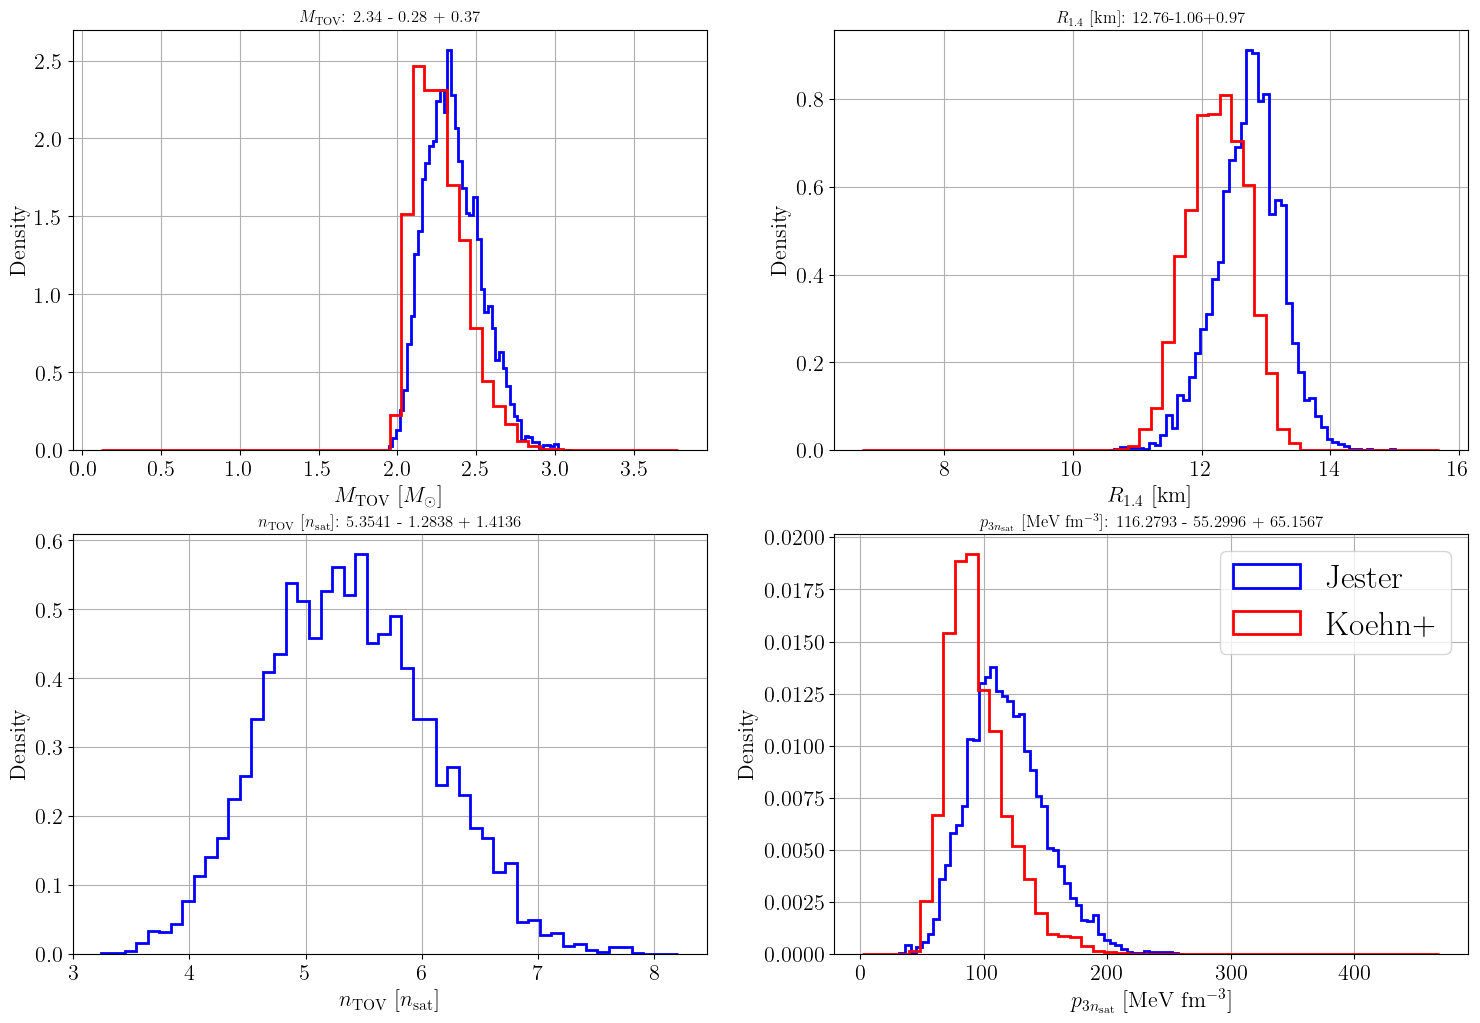 M_TOV: 2.34 - 0.28 + 0.37
2.5
2.0
1.5
1.0
0.5
0.0
Density
0.0 0.5 1.0 1.5 2.0 2.5 3.0 3.5
M_TOV [M_⊙]
R_1.4 [km]: 12.76-1.06+0.97
0.8
0.6
0.4
0.2
0.0
Density
8 10 12 14 16
R_1.4 [km]
n_TOV [n_sat]: 5.3541 - 1.2838 + 1.4136
0.6
0.5
0.4
0.3
0.2
0.1
0.0
Density
3 4 5 6 7 8
n_TOV [n_sat]
p_3n_sat [MeV fm⁻³]: 116.2793 - 55.2996 + 65.1567
0.0200
0.0175
0.0150
0.0125
0.0100
0.0075
0.0050
0.0025
0.0000
Density
Jester
Koehn+
0 100 200 300 400
p_3n_sat [MeV fm⁻³]